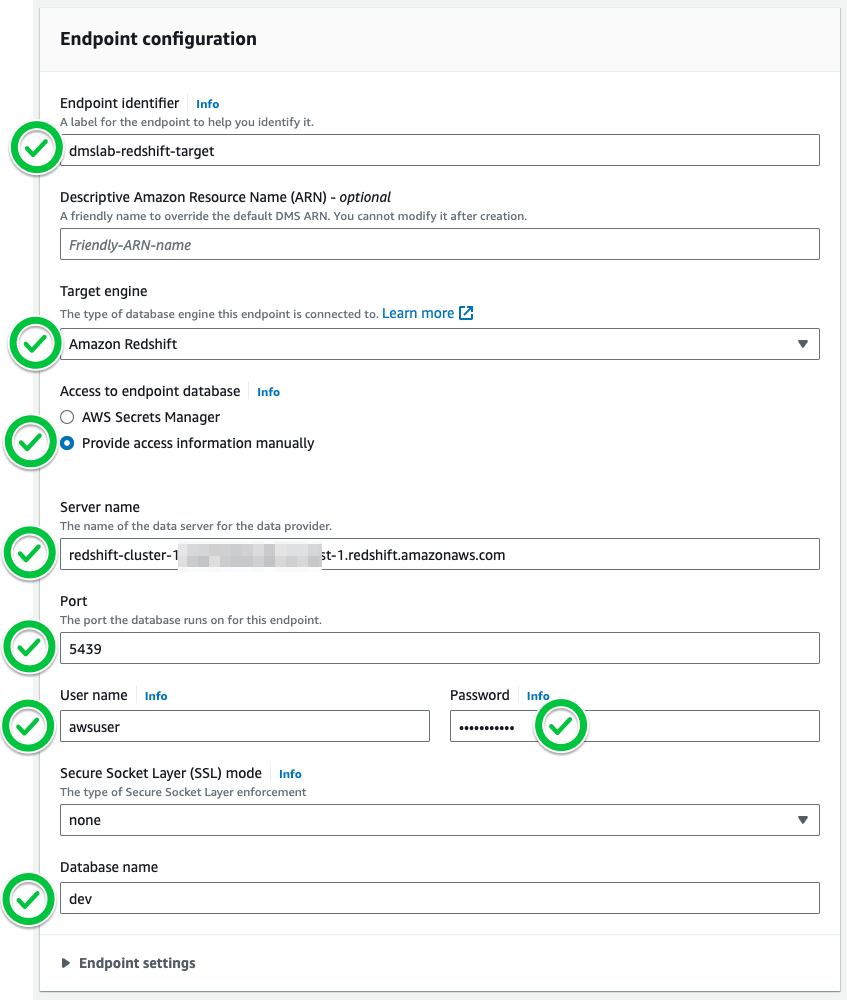 Endpoint configuration
Endpoint identifier Info
A label for the endpoint to help you identify it.
dmslab-redshift-target
Descriptive Amazon Resource Name (ARN) - optional
A friendly name to override the default DMS ARN. You cannot modify it after creation.
Friendly-ARN-name
Target engine
The type of database engine this endpoint is connected to. Learn more
Amazon Redshift
Access to endpoint database Info
AWS Secrets Manager
Provide access information manually
Server name
The name of the data server for the data provider.
redshift-cluster-1 st-1.redshift.amazonaws.com
Port
The port the database runs on for this endpoint.
5439
User name Info Password Info
awsuser •••••••••••
Secure Socket Layer (SSL) mode Info
The type of Secure Socket Layer enforcement
none
Database name
dev
Endpoint settings